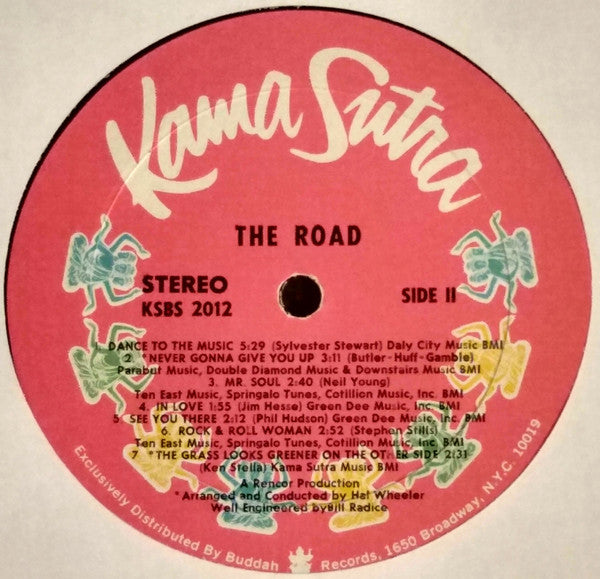 Kama Sutra
THE ROAD
STEREO
KSBS 2012
SIDE II
1. DANCE TO THE MUSIC 5:29 (Sylvester Stewart) Daly City Music BMI
2. *NEVER GONNA GIVE YOU UP 3:11 (Butler-Huff-Gamble)
Parabut Music, Double Diamond Music & Downstairs Music BMI
3. MR. SOUL 2:40 (Neil Young)
Ten East Music, Springalo Tunes, Cotillion Music, Inc. BMI
4. IN LOVE 1:55 (Jim Hesse) Green Dee Music, Inc. BMI
5. SEE YOU THERE 2:12 (Phil Hudson) Green Dee Music, Inc. BMI
6. ROCK & ROLL WOMAN 2:52 (Stephen Stills)
Ten East Music, Springalo Tunes, Cotillion Music, Inc. BMI
7. *THE GRASS LOOKS GREENER ON THE OTHER SIDE 2:31
(Ken Stella) Kama Sutra Music BMI
A Rencor Production
*Arranged and Conducted by Hal Wheeler
Well Engineered by Bill Radice
Exclusively Distributed By Buddah Records, 1650 Broadway, N.Y.C. 10019